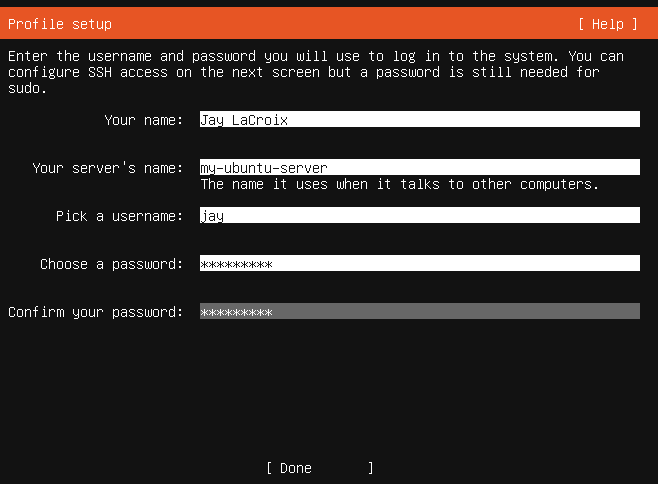 Profile setup [ Help ]
Enter the username and password you will use to log in to the system. You can
configure SSH access on the next screen but a password is still needed for
sudo.
Your name: Jay LaCroix
Your server's name: my-ubuntu-server
The name it uses when it talks to other computers.
Pick a username: jay
Choose a password: *********
Confirm your password: *********
[ Done ]